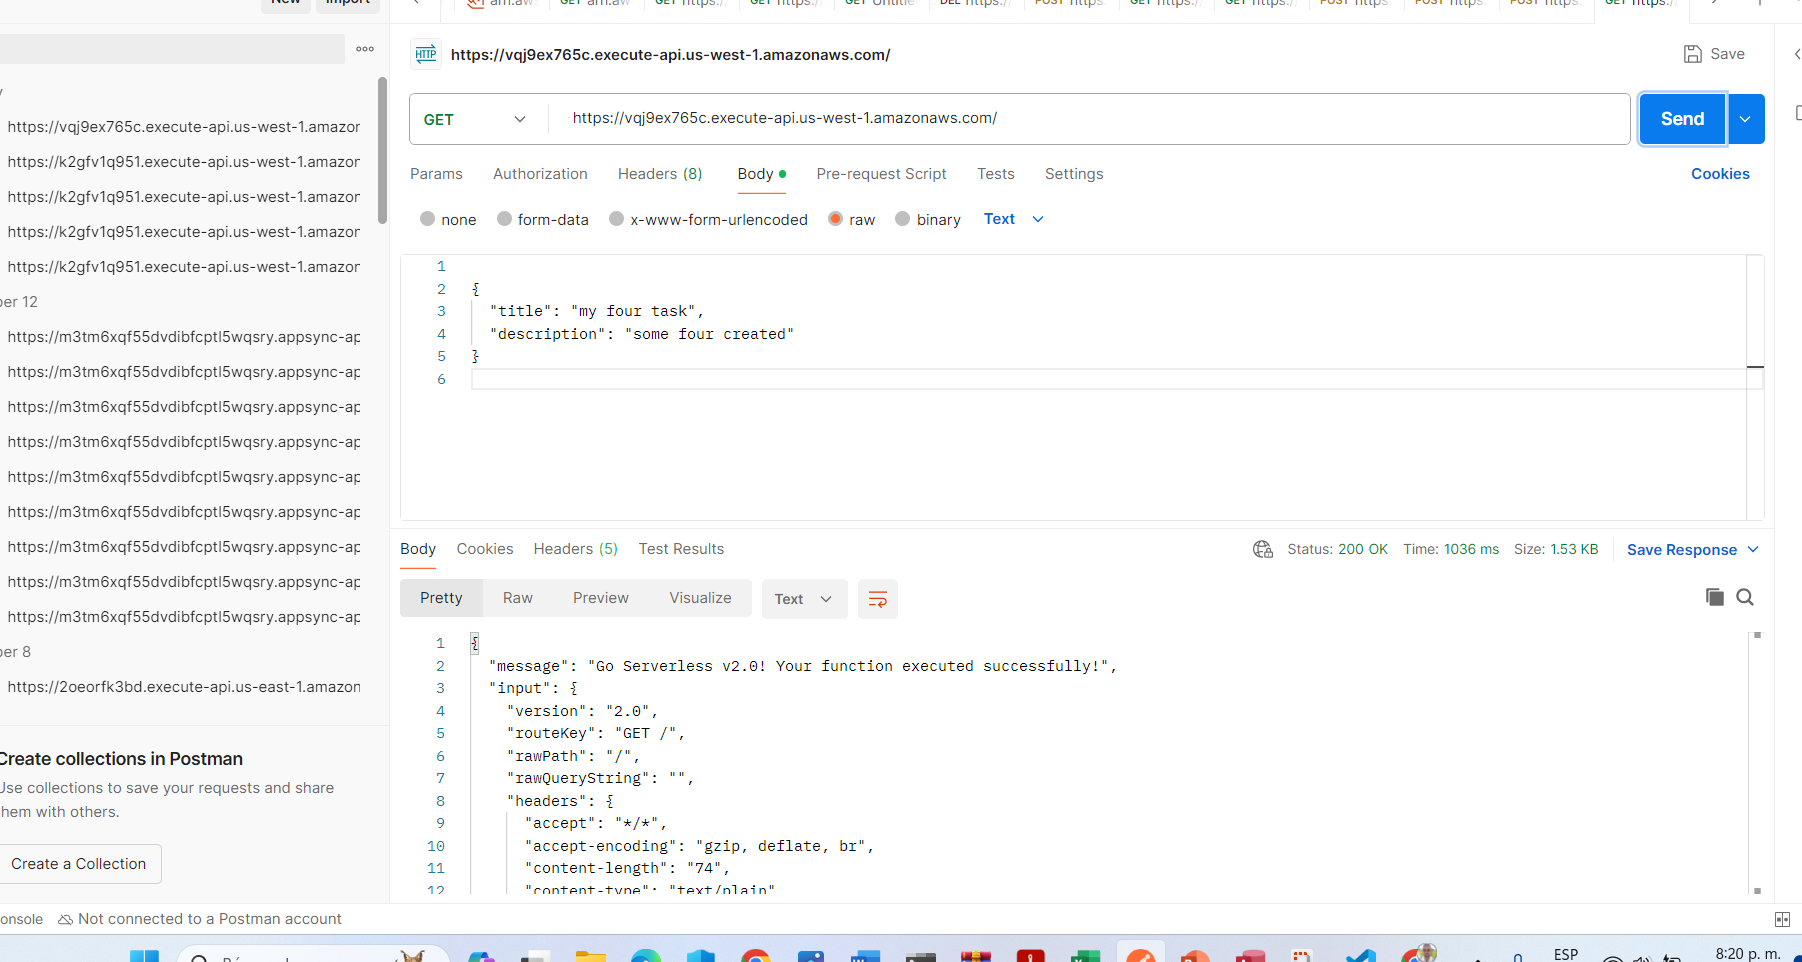 New Import
GET GET https:/ GET https:/ GET DEL https:/ POST https: GET https:/ GET https:/ POST https: POST https POST https GET https:/
https://vqj9ex765c.execute-api.us-west-1.amazonaws.com/
Save
GET
https://vqj9ex765c.execute-api.us-west-1.amazonaws.com/
Send
Params Authorization Headers (8) Body Pre-request Script Tests Settings Cookies
none form-data x-www-form-urlencoded raw binary Text
1
2 {
3 "title": "my four task",
4 "description": "some four created"
5 }
6
Body Cookies Headers (5) Test Results
Status: 200 OK Time: 1036 ms Size: 1.53 KB Save Response
Pretty Raw Preview Visualize Text
1 {
2 "message": "Go Serverless v2.0! Your function executed successfully!",
3 "input": {
4 "version": "2.0",
5 "routeKey": "GET /",
6 "rawPath": "/",
7 "rawQueryString": "",
8 "headers": {
9 "accept": "*/*",
10 "accept-encoding": "gzip, deflate, br",
11 "content-length": "74",
12 "content-type": "text/plain"
https://vqj9ex765c.execute-api.us-west-1.amazor
https://k2gfv1q951.execute-api.us-west-1.amazor
https://k2gfv1q951.execute-api.us-west-1.amazor
https://k2gfv1q951.execute-api.us-west-1.amazor
https://k2gfv1q951.execute-api.us-west-1.amazor
er 12
https://m3tm6xqf55dvdibfcptl5wqsry.appsync-ap
https://m3tm6xqf55dvdibfcptl5wqsry.appsync-ap
https://m3tm6xqf55dvdibfcptl5wqsry.appsync-ap
https://m3tm6xqf55dvdibfcptl5wqsry.appsync-ap
https://m3tm6xqf55dvdibfcptl5wqsry.appsync-ap
https://m3tm6xqf55dvdibfcptl5wqsry.appsync-ap
https://m3tm6xqf55dvdibfcptl5wqsry.appsync-ap
https://m3tm6xqf55dvdibfcptl5wqsry.appsync-ap
https://m3tm6xqf55dvdibfcptl5wqsry.appsync-ap
er 8
https://2oeorfk3bd.execute-api.us-east-1.amazon
Create collections in Postman
Use collections to save your requests and share
them with others.
Create a Collection
onsole Not connected to a Postman account
ESP
8:20 p. m.